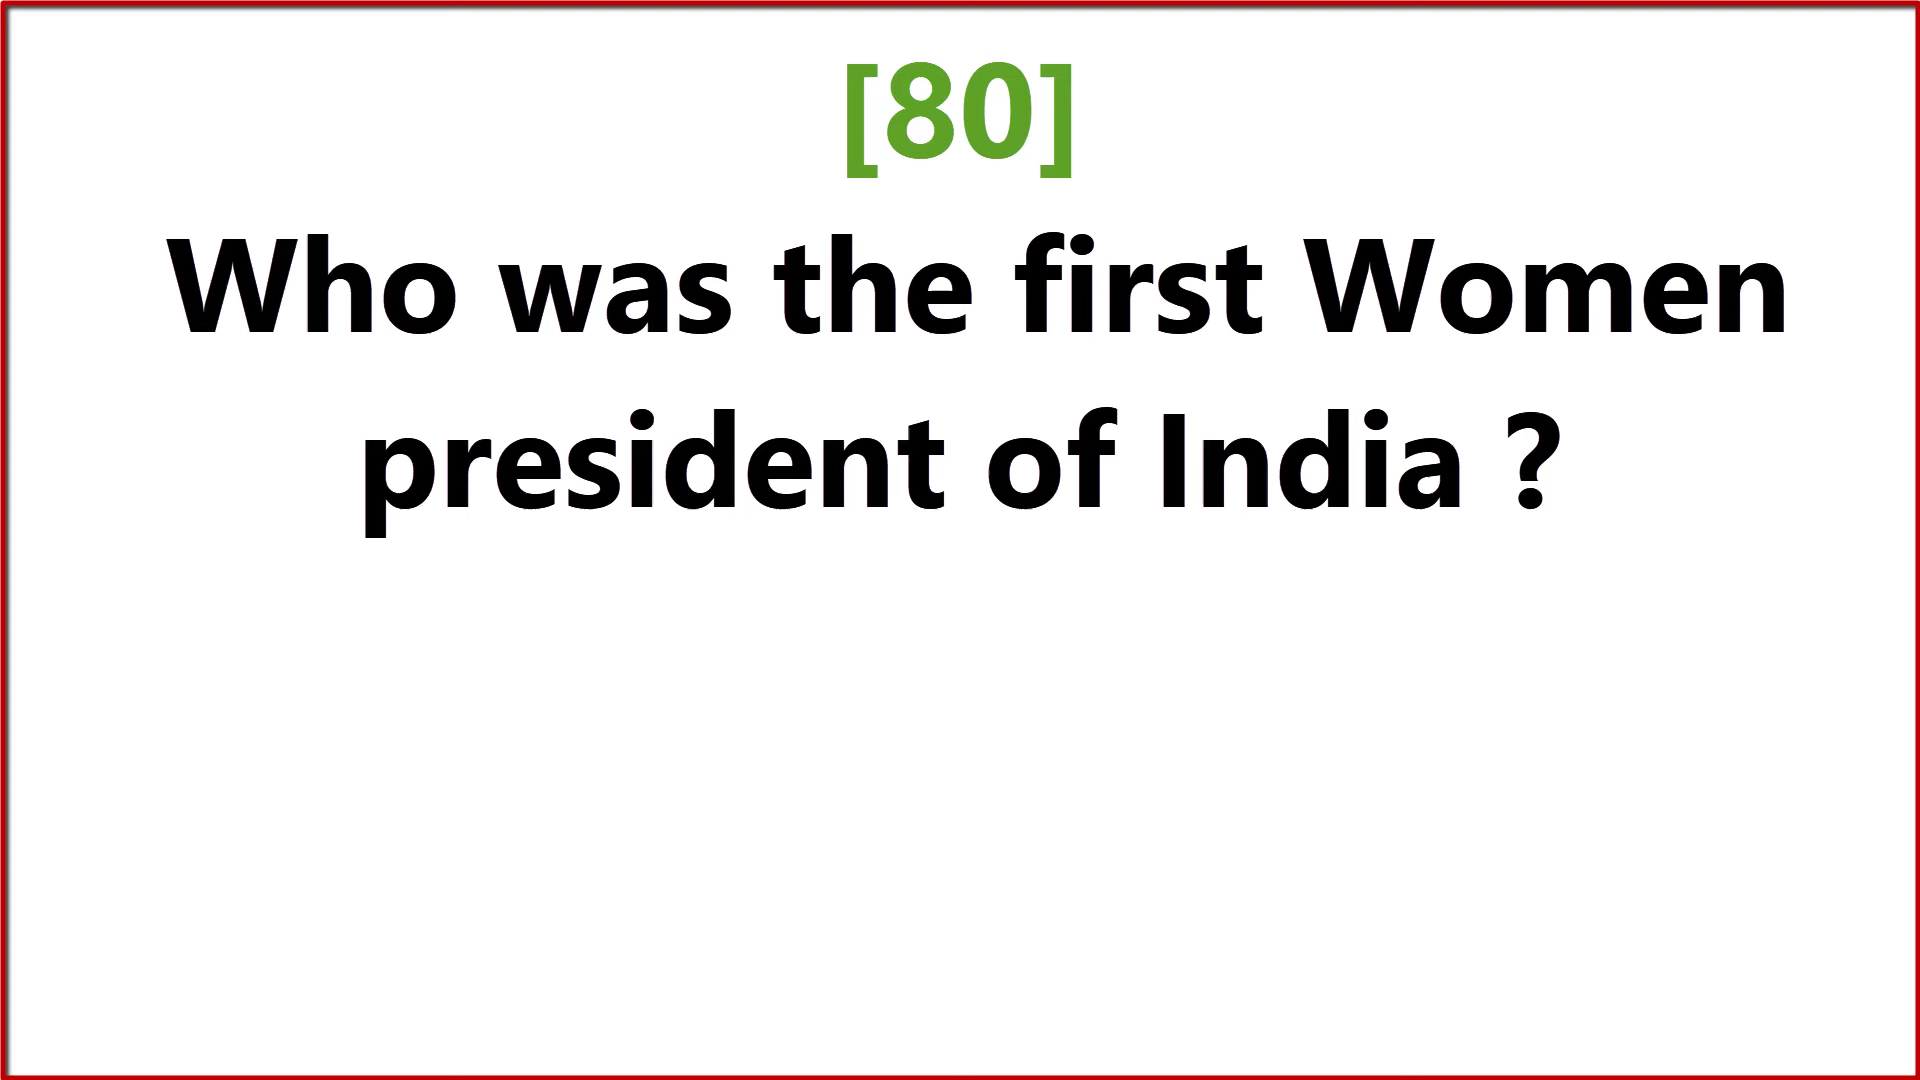 [80]
Who was the first Women
president of India ?